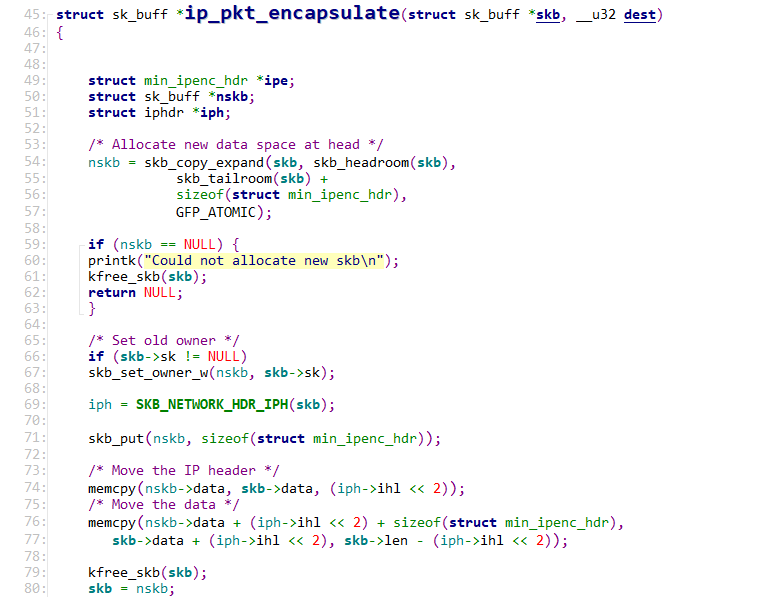 45: struct sk_buff *ip_pkt_encapsulate(struct sk_buff *skb, __u32 dest)
46: {
47:
48:
49:     struct min_ipenc_hdr *ipe;
50:     struct sk_buff *nskb;
51:     struct iphdr *iph;
52:
53:     /* Allocate new data space at head */
54:     nskb = skb_copy_expand(skb, skb_headroom(skb),
55:                skb_tailroom(skb) +
56:                sizeof(struct min_ipenc_hdr),
57:                GFP_ATOMIC);
58:
59:     if (nskb == NULL) {
60:     printk("Could not allocate new skb\n");
61:     kfree_skb(skb);
62:     return NULL;
63:     }
64:
65:     /* Set old owner */
66:     if (skb->sk != NULL)
67:     skb_set_owner_w(nskb, skb->sk);
68:
69:     iph = SKB_NETWORK_HDR_IPH(skb);
70:
71:     skb_put(nskb, sizeof(struct min_ipenc_hdr));
72:
73:     /* Move the IP header */
74:     memcpy(nskb->data, skb->data, (iph->ihl << 2));
75:     /* Move the data */
76:     memcpy(nskb->data + (iph->ihl << 2) + sizeof(struct min_ipenc_hdr),
77:        skb->data + (iph->ihl << 2), skb->len - (iph->ihl << 2));
78:
79:     kfree_skb(skb);
80:     skb = nskb;